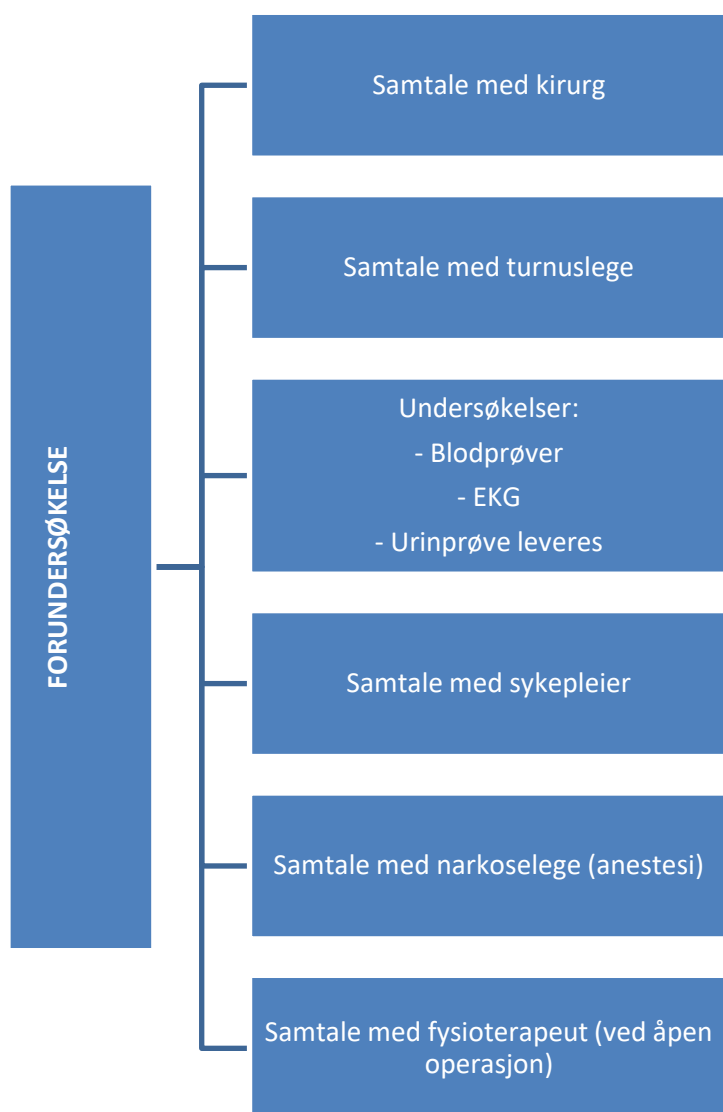 FORUNDERSØKELSE
Samtale med kirurg
Samtale med turnuslege
Undersøkelser:
- Blodprøver
- EKG
- Urinprøve leveres
Samtale med sykepleier
Samtale med narkoselege (anestesi)
Samtale med fysioterapeut (ved åpen
operasjon)